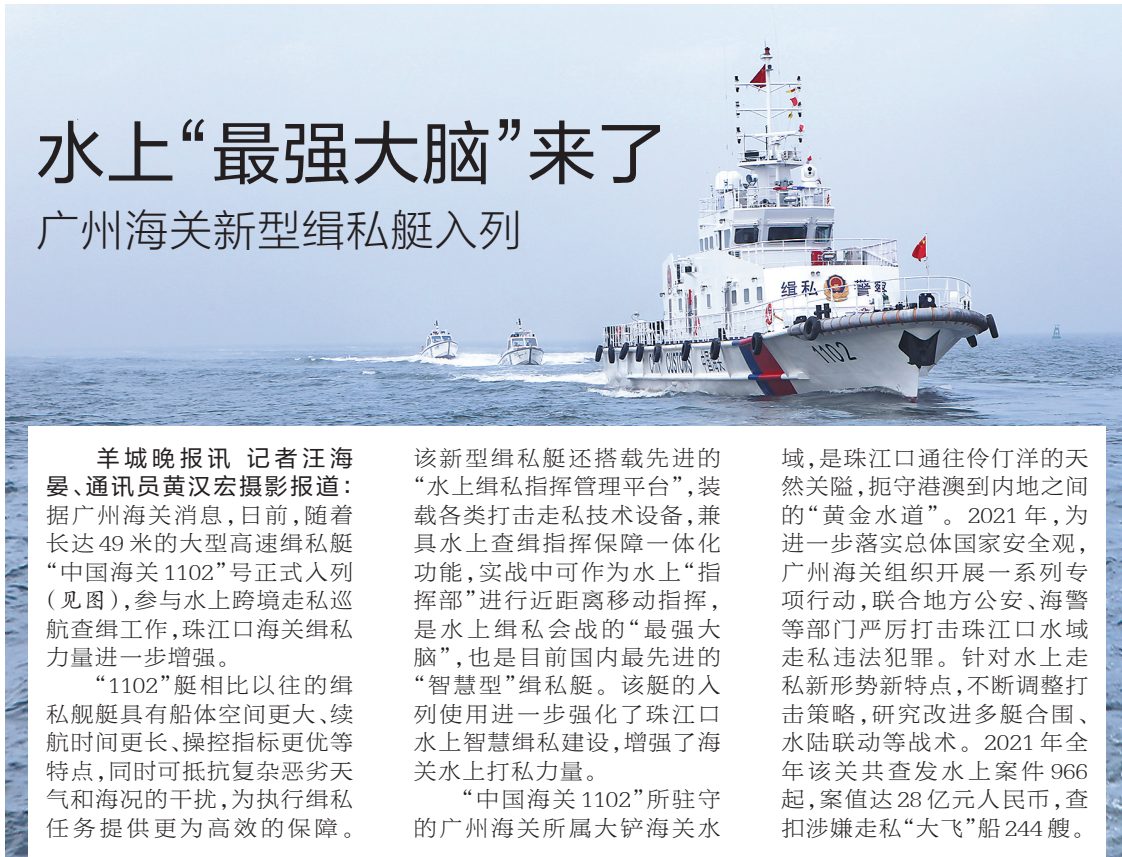 水上“最强大脑”来了
广州海关新型缉私艇入列
缉私 警察
CHINA CUSTOMS 中国海关
1102
羊城晚报讯 记者汪海
晏、通讯员黄汉宏摄影报道：
据广州海关消息，日前，随着
长达49米的大型高速缉私艇
“中国海关1102”号正式入列
（见图），参与水上跨境走私巡
航查缉工作，珠江口海关缉私
力量进一步增强。
“1102”艇相比以往的缉
私舰艇具有船体空间更大、续
航时间更长、操控指标更优等
特点，同时可抵抗复杂恶劣天
气和海况的干扰，为执行缉私
任务提供更为高效的保障。
该新型缉私艇还搭载先进的
“水上缉私指挥管理平台”，装
载各类打击走私技术设备，兼
具水上查缉指挥保障一体化
功能，实战中可作为水上“指
挥部”进行近距离移动指挥，
是水上缉私会战的“最强大
脑”，也是目前国内最先进的
“智慧型”缉私艇。该艇的入
列使用进一步强化了珠江口
水上智慧缉私建设，增强了海
关水上打私力量。
“中国海关1102”所驻守
的广州海关所属大铲海关水
域，是珠江口通往伶仃洋的天
然关隘，扼守港澳到内地之间
的“黄金水道”。2021年，为
进一步落实总体国家安全观，
广州海关组织开展一系列专
项行动，联合地方公安、海警
等部门严厉打击珠江口水域
走私违法犯罪。针对水上走
私新形势新特点，不断调整打
击策略，研究改进多艇合围、
水陆联动等战术。2021年全
年该关共查发水上案件966
起，案值达28亿元人民币，查
扣涉嫌走私“大飞”船244艘。